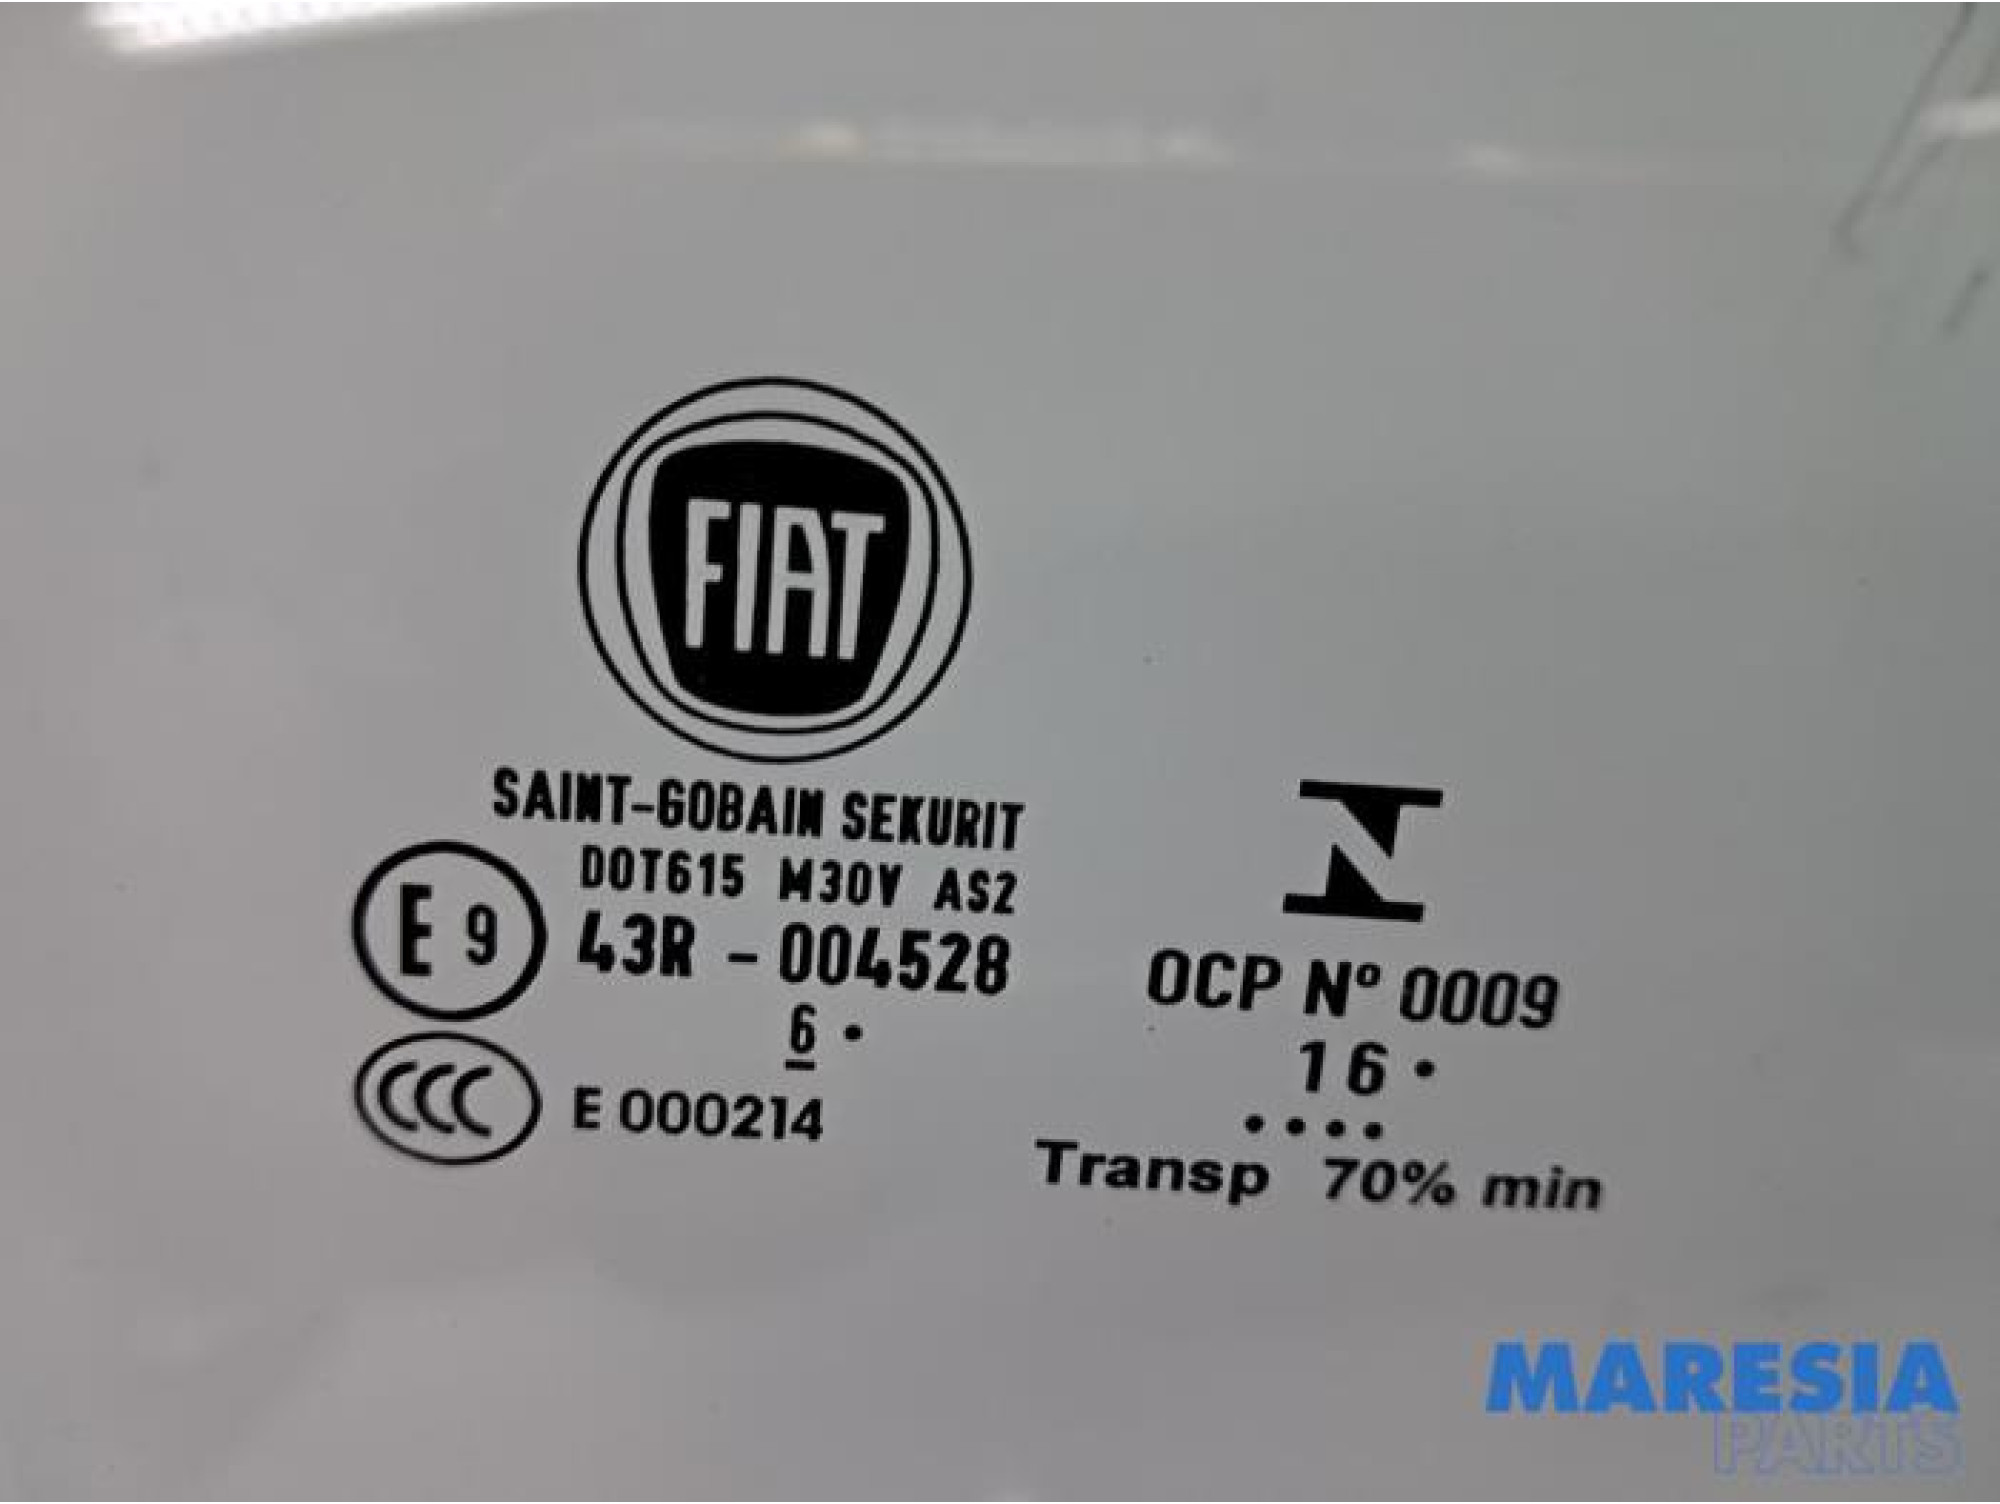 FIAT
SAINT-GOBAIN SEKURIT
DOT615 M30V AS2
E 9
43R - 004528
6 •
CCC
E 000214
N
OCP Nº 0009
16 •
• • • •
Transp 70% min
MARESIA
PARTS